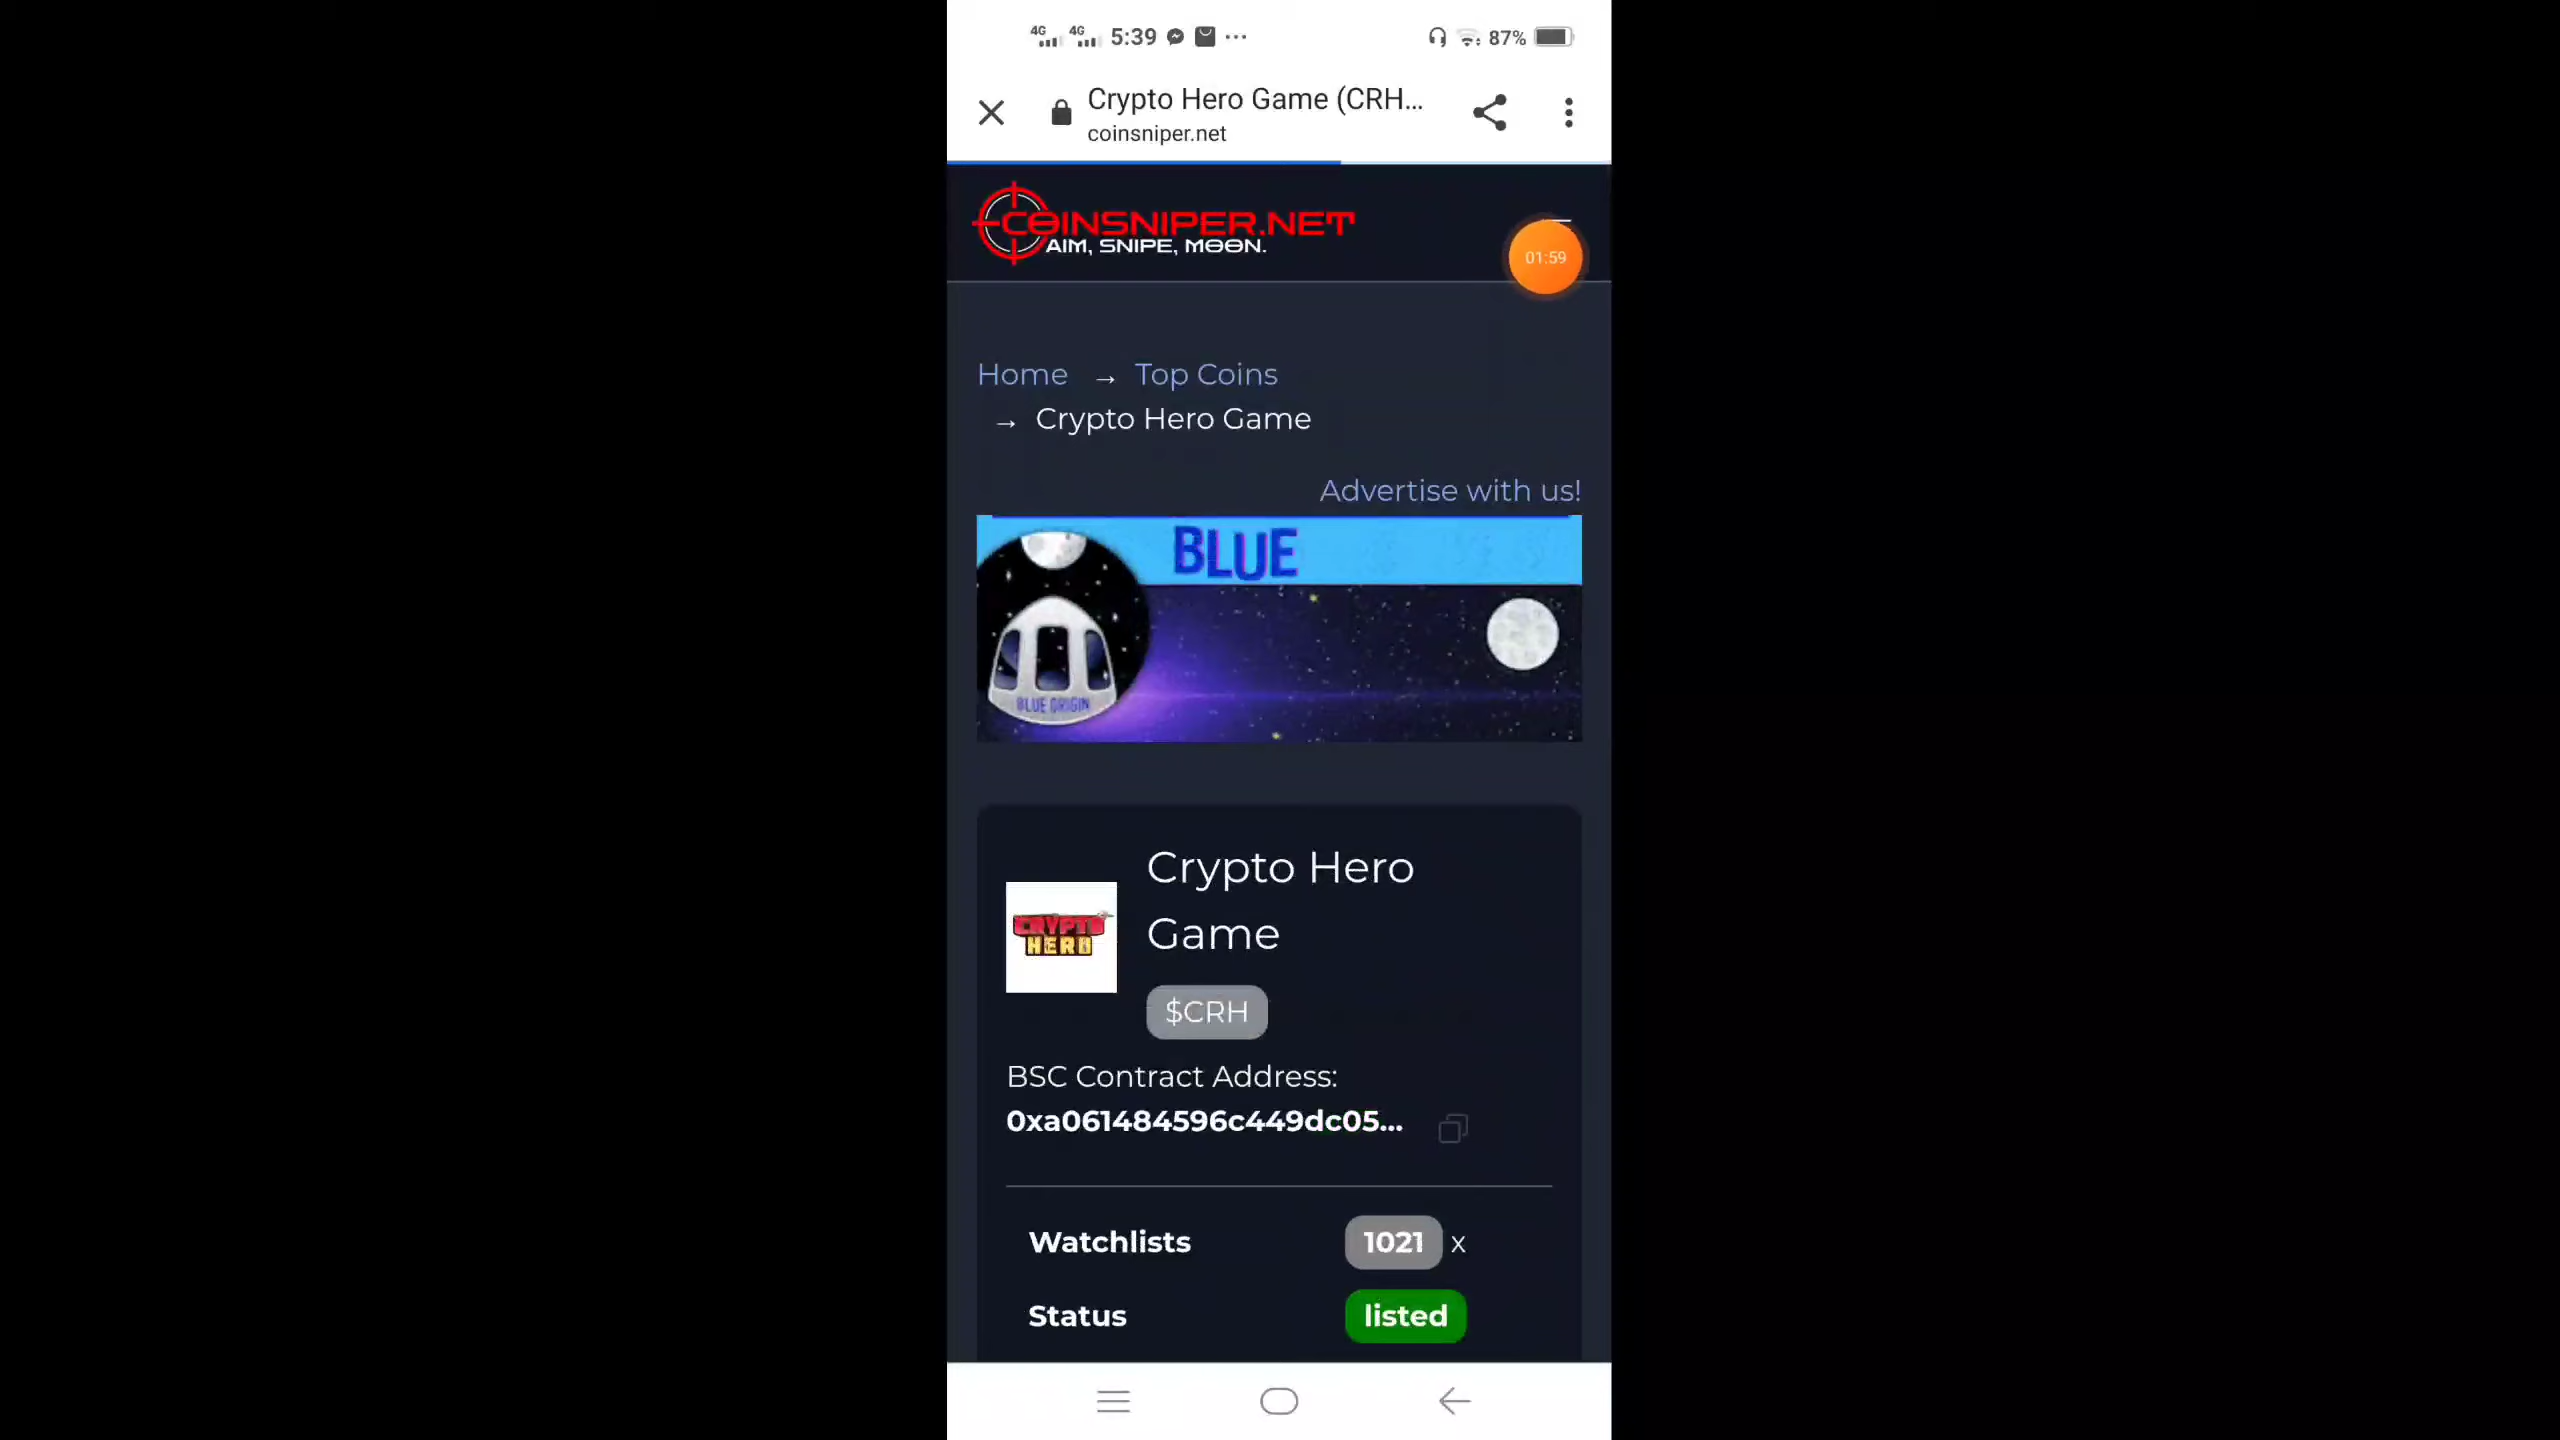 4G 4G 5:39 ... 87%
Crypto Hero Game (CRH...
coinsniper.net
COINSNIPER.NET
AIM, SNIPE, MOON.
01:59
Home → Top Coins
→ Crypto Hero Game
Advertise with us!
BLUE
BLUE ORIGIN
Crypto Hero
Game
CRYPTO
HERO
$CRH
BSC Contract Address:
0xa061484596c449dc05...
Watchlists 1021 x
Status listed